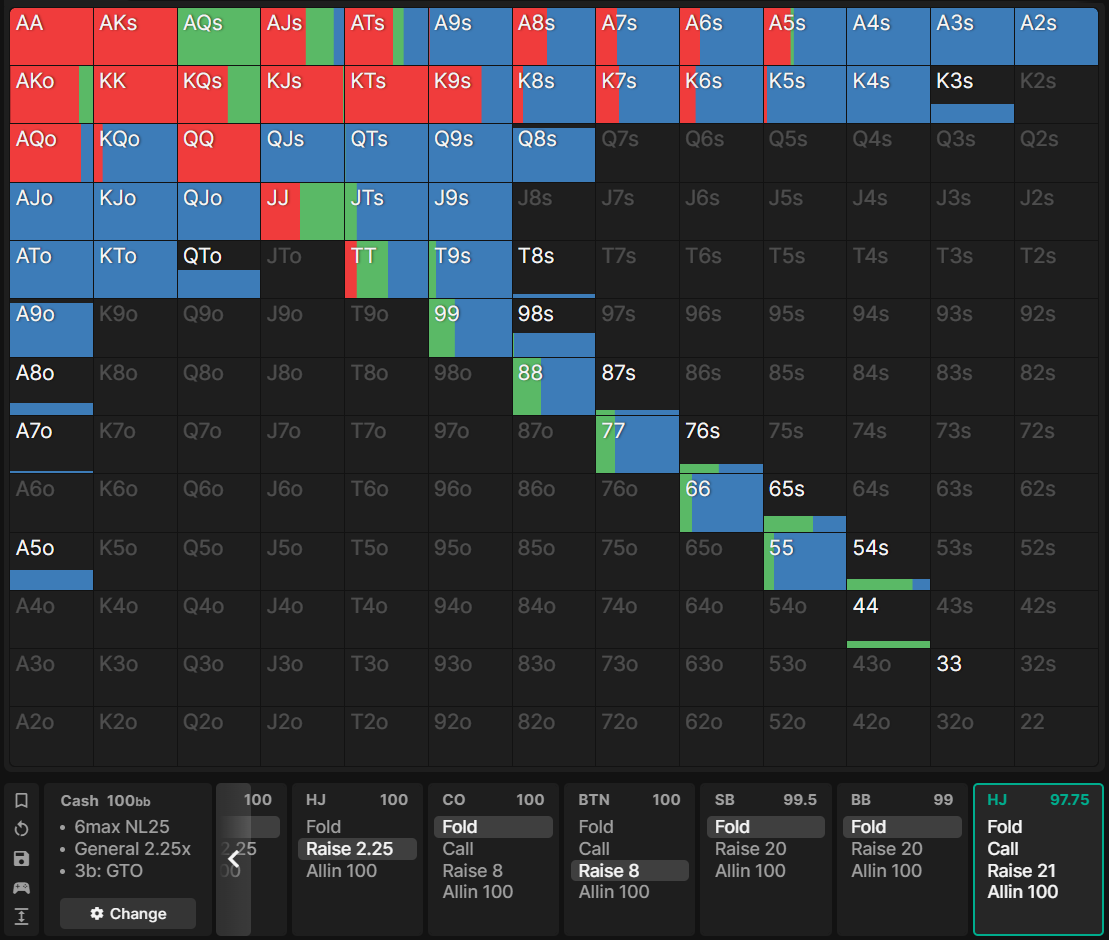 AA AKs AQs AJs ATs A9s A8s A7s A6s A5s A4s A3s A2s
AKo KK KQs KJs KTs K9s K8s K7s K6s K5s K4s K3s K2s
AQo KQo QQ QJs QTs Q9s Q8s Q7s Q6s Q5s Q4s Q3s Q2s
AJo KJo QJo JJ JTs J9s J8s J7s J6s J5s J4s J3s J2s
ATo KTo QTo JTo TT T9s T8s T7s T6s T5s T4s T3s T2s
A9o K9o Q9o J9o T9o 99 98s 97s 96s 95s 94s 93s 92s
A8o K8o Q8o J8o T8o 98o 88 87s 86s 85s 84s 83s 82s
A7o K7o Q7o J7o T7o 97o 87o 77 76s 75s 74s 73s 72s
A6o K6o Q6o J6o T6o 96o 86o 76o 66 65s 64s 63s 62s
A5o K5o Q5o J5o T5o 95o 85o 75o 65o 55 54s 53s 52s
A4o K4o Q4o J4o T4o 94o 84o 74o 64o 54o 44 43s 42s
A3o K3o Q3o J3o T3o 93o 83o 73o 63o 53o 43o 33 32s
A2o K2o Q2o J2o T2o 92o 82o 72o 62o 52o 42o 32o 22
Cash 100bb
• 6max NL25
• General 2.25x
• 3b: GTO
Change
100
2.25
00
HJ 100
Fold
Raise 2.25
Allin 100
CO 100
Fold
Call
Raise 8
Allin 100
BTN 100
Fold
Call
Raise 8
Allin 100
SB 99.5
Fold
Raise 20
Allin 100
BB 99
Fold
Raise 20
Allin 100
HJ 97.75
Fold
Call
Raise 21
Allin 100